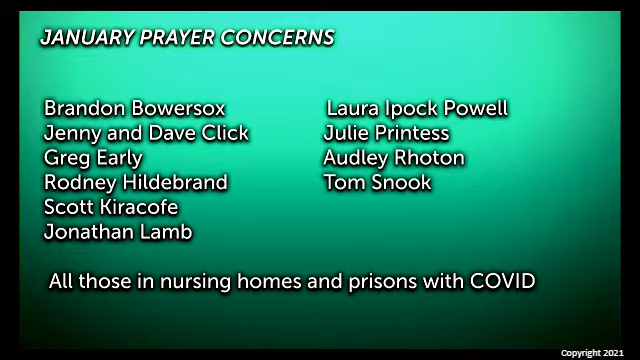 JANUARY PRAYER CONCERNS
Brandon Bowersox
Jenny and Dave Click
Greg Early
Rodney Hildebrand
Scott Kiracofe
Jonathan Lamb
Laura Ipock Powell
Julie Printess
Audley Rhoton
Tom Snook
All those in nursing homes and prisons with COVID
Copyright 2021